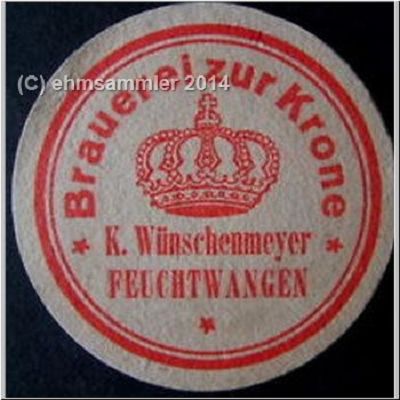 (C) ehmsammler 2014
Brauerei zur Krone
K. Wünschenmeyer
FEUCHTWANGEN